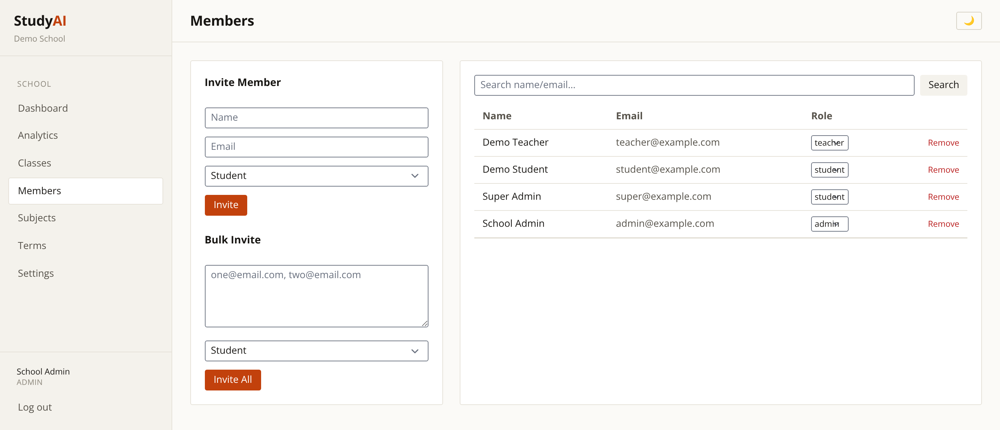 StudyAI
Demo School
SCHOOL
Dashboard
Analytics
Classes
Members
Subjects
Terms
Settings
School Admin
ADMIN
Log out
Members
Invite Member
Name
Email
Student
Invite
Bulk Invite
one@email.com, two@email.com
Student
Invite All
Search name/email...
Search
Name Email Role
Demo Teacher teacher@example.com teacher Remove
Demo Student student@example.com student Remove
Super Admin super@example.com student Remove
School Admin admin@example.com admin Remove